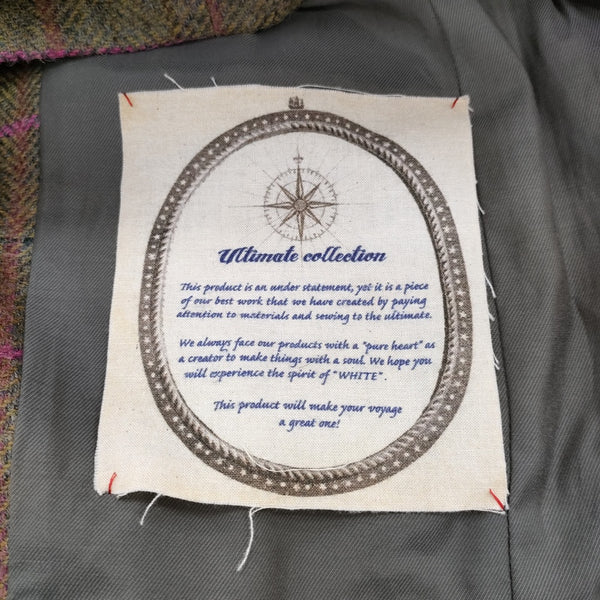 Ultimate collection
This product is an under statement, yet it is a piece
of our best work that we have created by paying
attention to materials and sewing to the ultimate.
We always face our products with a "pure heart" as
a creator to make things with a soul. We hope you
will experience the spirit of "WHITE".
This product will make your voyage
a great one!